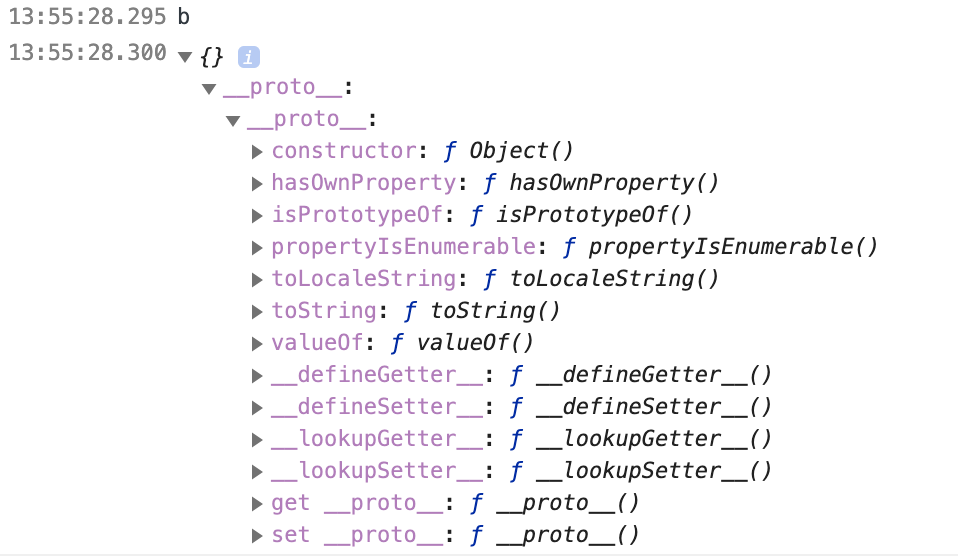 13:55:28.295 b
13:55:28.300 ▼ {} i
▼ __proto__:
▼ __proto__:
▶ constructor: ƒ Object()
▶ hasOwnProperty: ƒ hasOwnProperty()
▶ isPrototypeOf: ƒ isPrototypeOf()
▶ propertyIsEnumerable: ƒ propertyIsEnumerable()
▶ toLocaleString: ƒ toLocaleString()
▶ toString: ƒ toString()
▶ valueOf: ƒ valueOf()
▶ __defineGetter__: ƒ __defineGetter__()
▶ __defineSetter__: ƒ __defineSetter__()
▶ __lookupGetter__: ƒ __lookupGetter__()
▶ __lookupSetter__: ƒ __lookupSetter__()
▶ get __proto__: ƒ __proto__()
▶ set __proto__: ƒ __proto__()